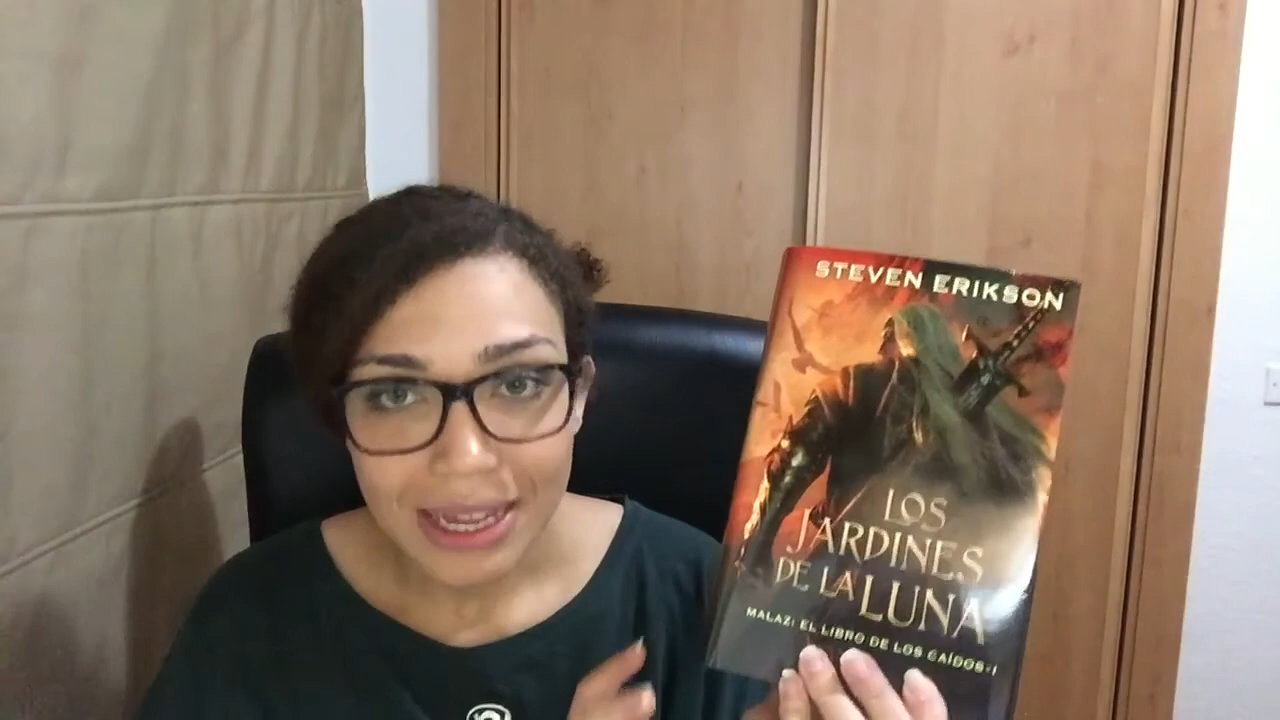 STEVEN ERIKSON
LOS
JARDINES
DE LA LUNA
MALAZ: EL LIBRO DE LOS CAÍDOS·I